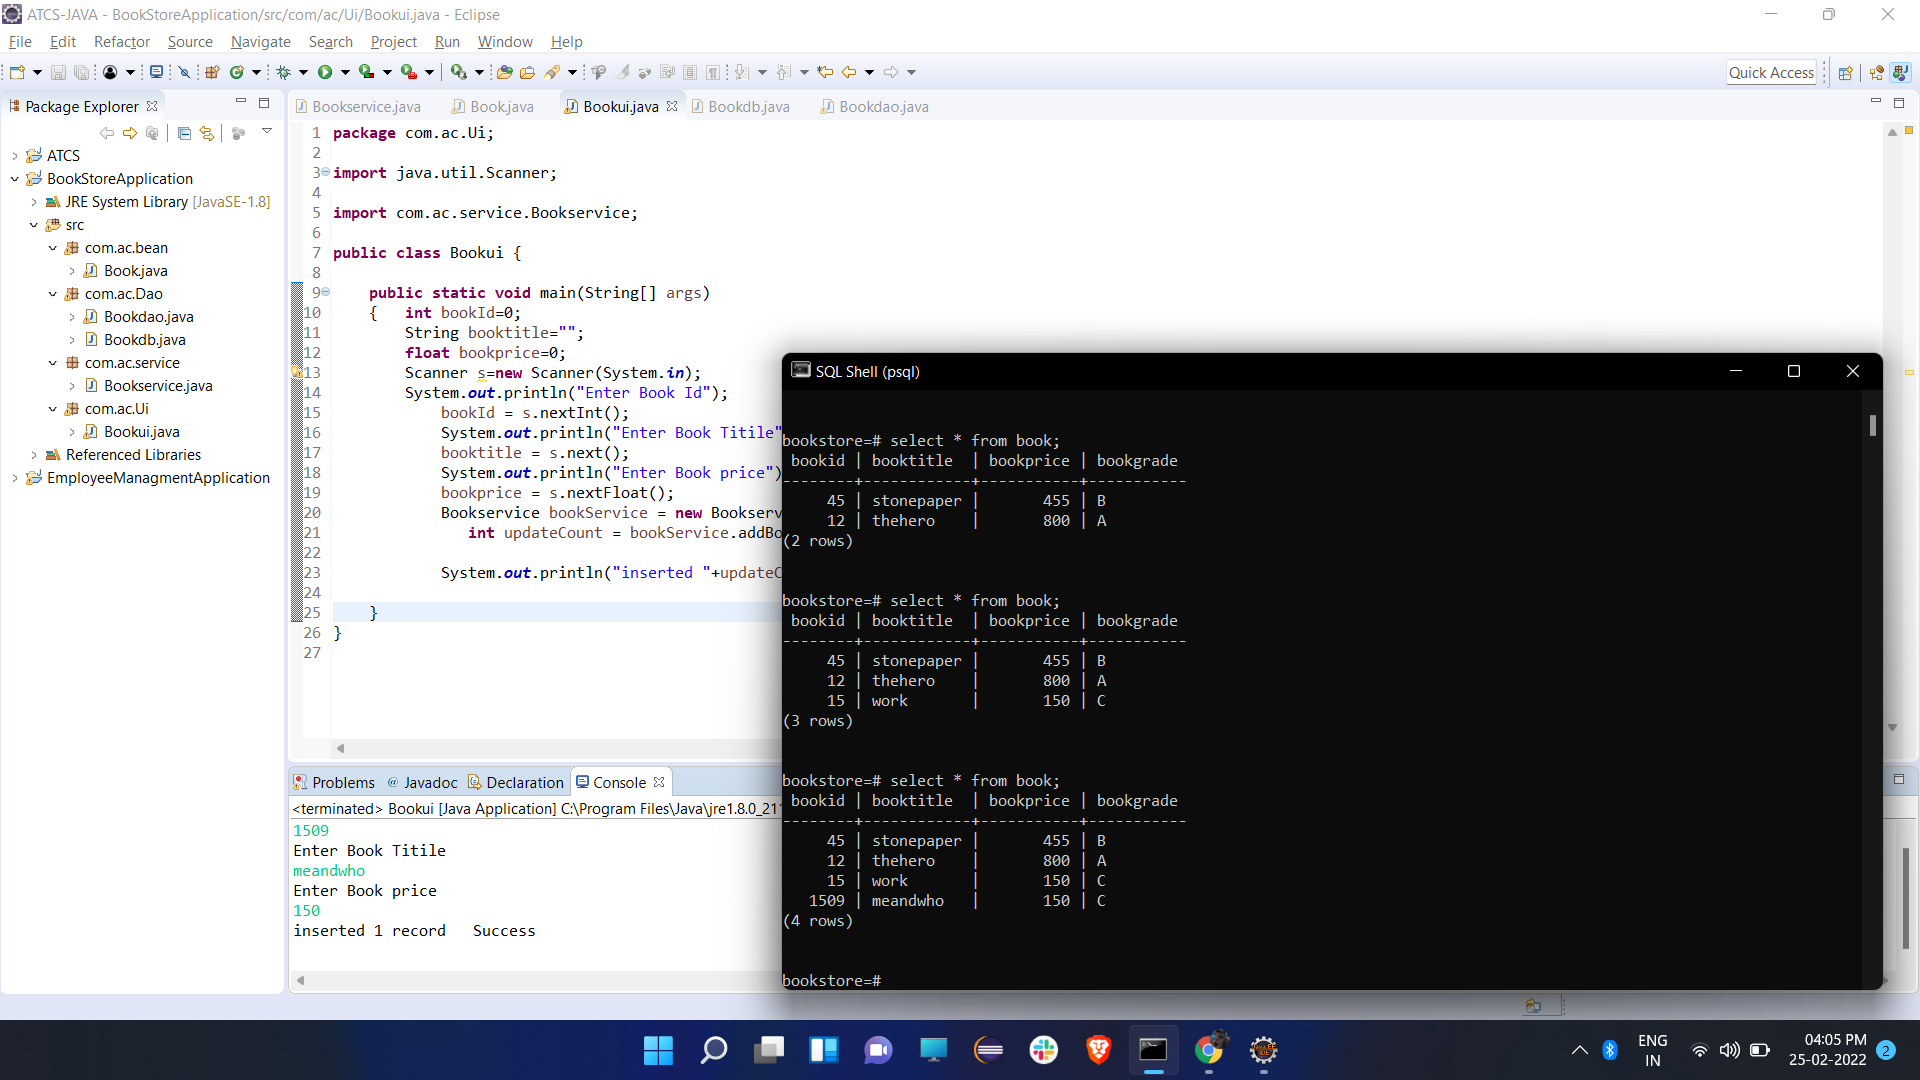 ATCS-JAVA - BookStoreApplication/src/com/ac/Ui/Bookui.java - Eclipse
File Edit Refactor Source Navigate Search Project Run Window Help
Quick Access
Package Explorer
ATCS
BookStoreApplication
JRE System Library [JavaSE-1.8]
src
com.ac.bean
Book.java
com.ac.Dao
Bookdao.java
Bookdb.java
com.ac.service
Bookservice.java
com.ac.Ui
Bookui.java
Referenced Libraries
EmployeeManagmentApplication
Bookservice.java Book.java Bookui.java Bookdb.java Bookdao.java
1 package com.ac.Ui;
2
3 import java.util.Scanner;
4
5 import com.ac.service.Bookservice;
6
7 public class Bookui {
8
9 public static void main(String[] args)
10 { int bookId=0;
11 String booktitle="";
12 float bookprice=0;
13 Scanner s=new Scanner(System.in);
14 System.out.println("Enter Book Id");
15 bookId = s.nextInt();
16 System.out.println("Enter Book Titile"
17 booktitle = s.next();
18 System.out.println("Enter Book price")
19 bookprice = s.nextFloat();
20 Bookservice bookService = new Bookserv
21 int updateCount = bookService.addBo
22
23 System.out.println("inserted "+updateC
24
25 }
26 }
27
Problems Javadoc Declaration Console
<terminated> Bookui [Java Application] C:\Program Files\Java\jre1.8.0_211
1509
Enter Book Titile
meandwho
Enter Book price
150
inserted 1 record Success
SQL Shell (psql)
bookstore=# select * from book;
bookid | booktitle | bookprice | bookgrade
--------+------------+-----------+-----------
45 | stonepaper | 455 | B
12 | thehero | 800 | A
(2 rows)
bookstore=# select * from book;
bookid | booktitle | bookprice | bookgrade
--------+------------+-----------+-----------
45 | stonepaper | 455 | B
12 | thehero | 800 | A
15 | work | 150 | C
(3 rows)
bookstore=# select * from book;
bookid | booktitle | bookprice | bookgrade
--------+------------+-----------+-----------
45 | stonepaper | 455 | B
12 | thehero | 800 | A
15 | work | 150 | C
1509 | meandwho | 150 | C
(4 rows)
bookstore=#
ENG
IN
04:05 PM
25-02-2022
2